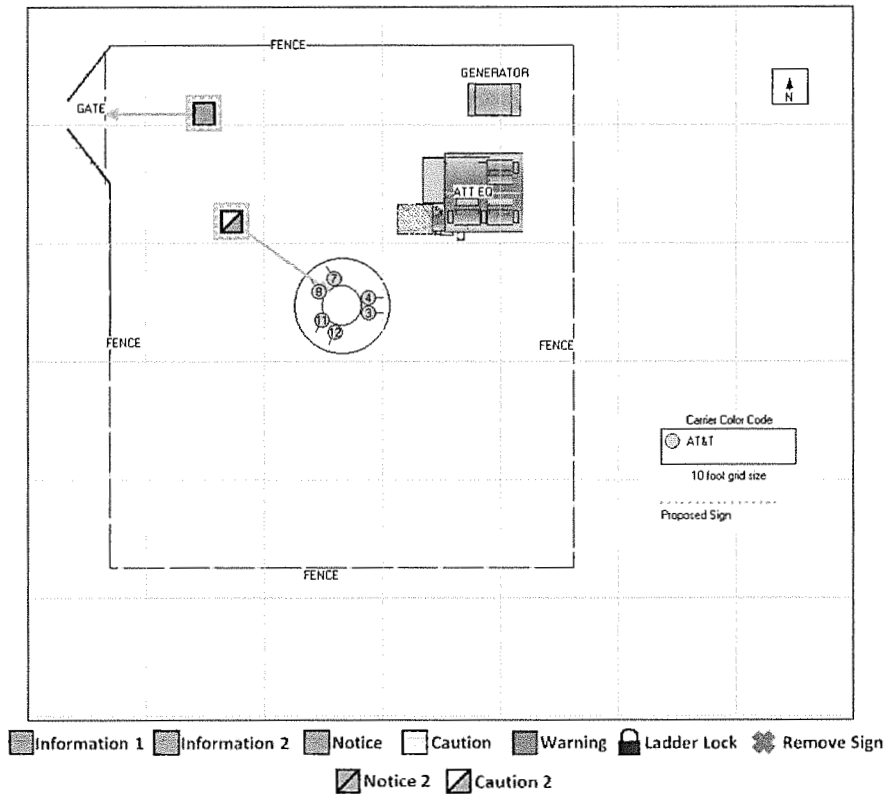 FENCE
GENERATOR
N
GATE
ATT EQ
7
8
4
3
11
12
FENCE
FENCE
Carrier Color Code
AT&T
10 foot grid size
Proposed Sign
FENCE
Information 1 Information 2 Notice Caution Warning Ladder Lock Remove Sign
Notice 2 Caution 2